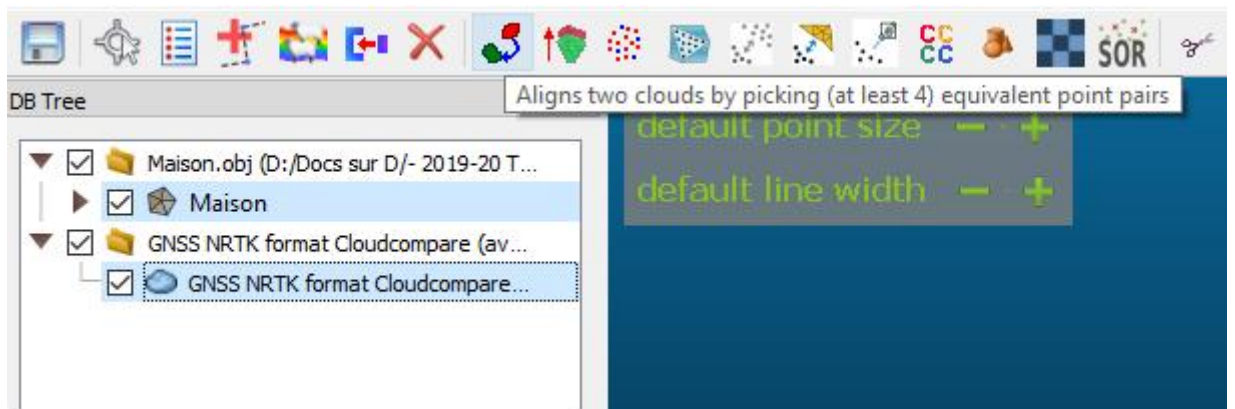 CC
CC
SOR
DB Tree
Aligns two clouds by picking (at least 4) equivalent point pairs
default point size
default line width
Maison.obj (D:/Docs sur D/- 2019-20 T...
Maison
GNSS NRTK format Cloudcompare (av...
GNSS NRTK format Cloudcompare...